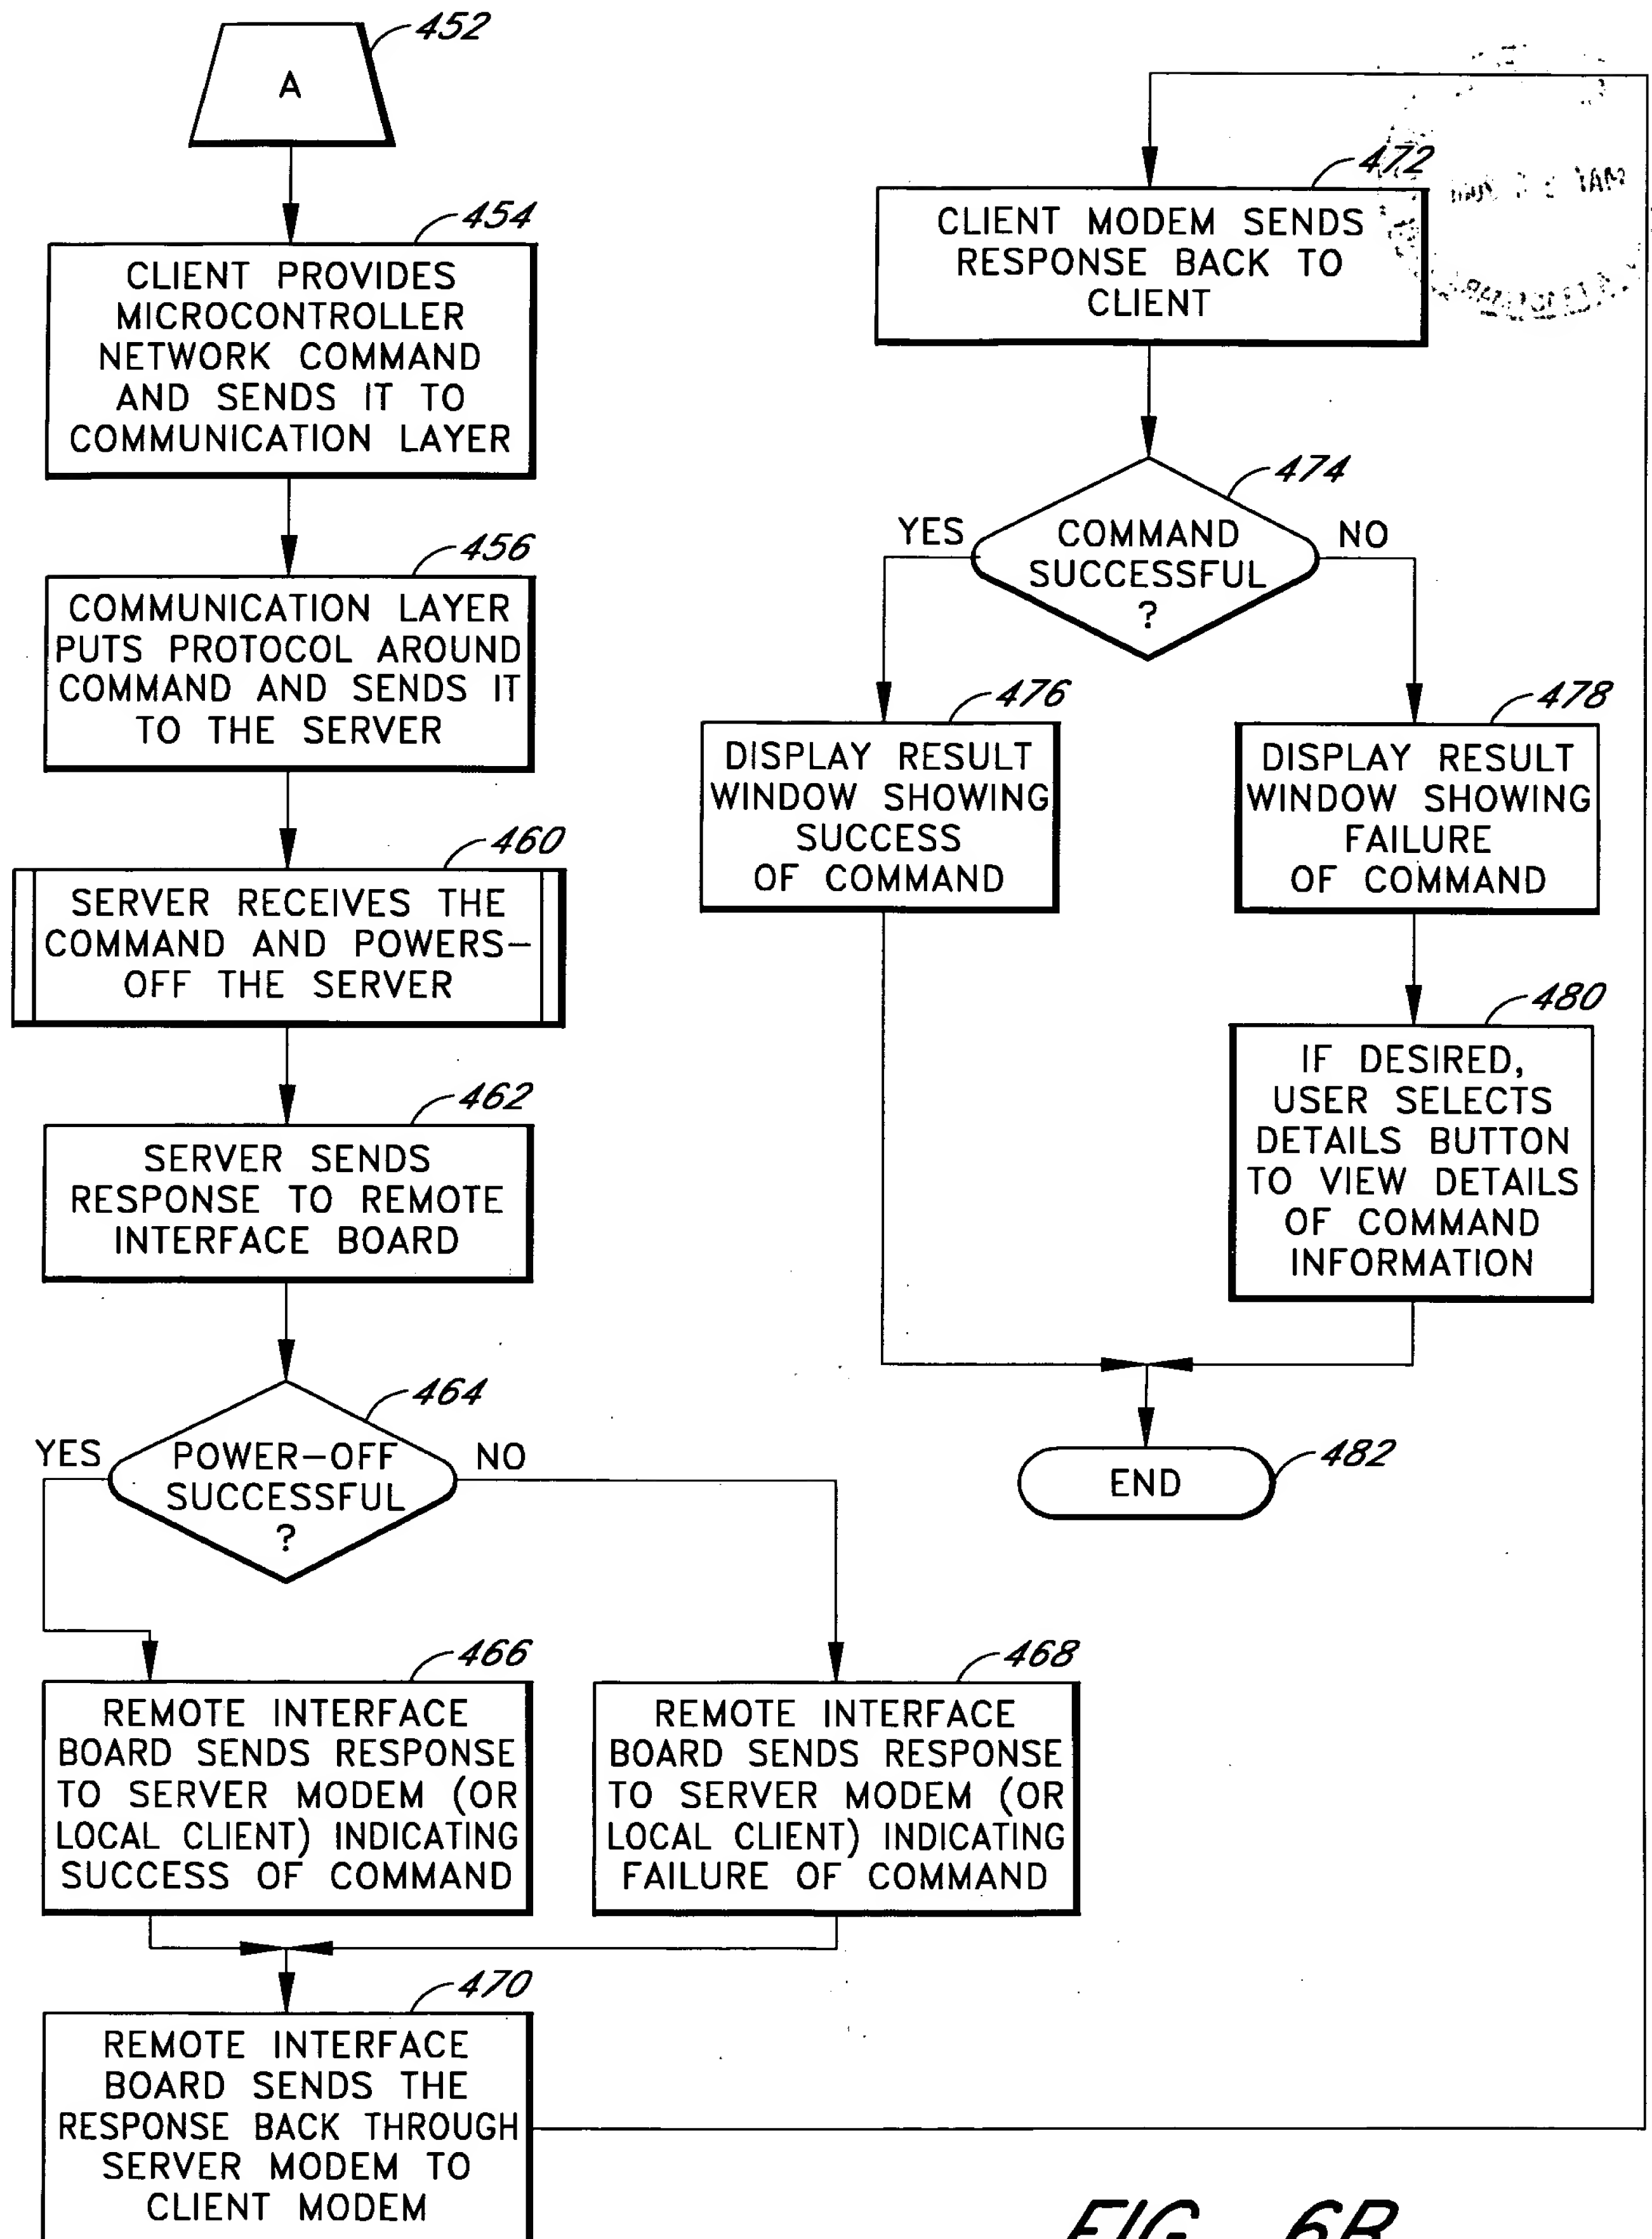 452
A
454
CLIENT PROVIDES
MICROCONTROLLER
NETWORK COMMAND
AND SENDS IT TO
COMMUNICATION LAYER
456
COMMUNICATION LAYER
PUTS PROTOCOL AROUND
COMMAND AND SENDS IT
TO THE SERVER
460
SERVER RECEIVES THE
COMMAND AND POWERS-
OFF THE SERVER
462
SERVER SENDS
RESPONSE TO REMOTE
INTERFACE BOARD
464
YES
POWER-OFF
SUCCESSFUL
?
NO
466
REMOTE INTERFACE
BOARD SENDS RESPONSE
TO SERVER MODEM (OR
LOCAL CLIENT) INDICATING
SUCCESS OF COMMAND
468
REMOTE INTERFACE
BOARD SENDS RESPONSE
TO SERVER MODEM (OR
LOCAL CLIENT) INDICATING
FAILURE OF COMMAND
470
REMOTE INTERFACE
BOARD SENDS THE
RESPONSE BACK THROUGH
SERVER MODEM TO
CLIENT MODEM
472
CLIENT MODEM SENDS
RESPONSE BACK TO
CLIENT
474
YES
COMMAND
SUCCESSFUL
?
NO
476
DISPLAY RESULT
WINDOW SHOWING
SUCCESS
OF COMMAND
478
DISPLAY RESULT
WINDOW SHOWING
FAILURE
OF COMMAND
480
IF DESIRED,
USER SELECTS
DETAILS BUTTON
TO VIEW DETAILS
OF COMMAND
INFORMATION
END
482
FIG. 6B